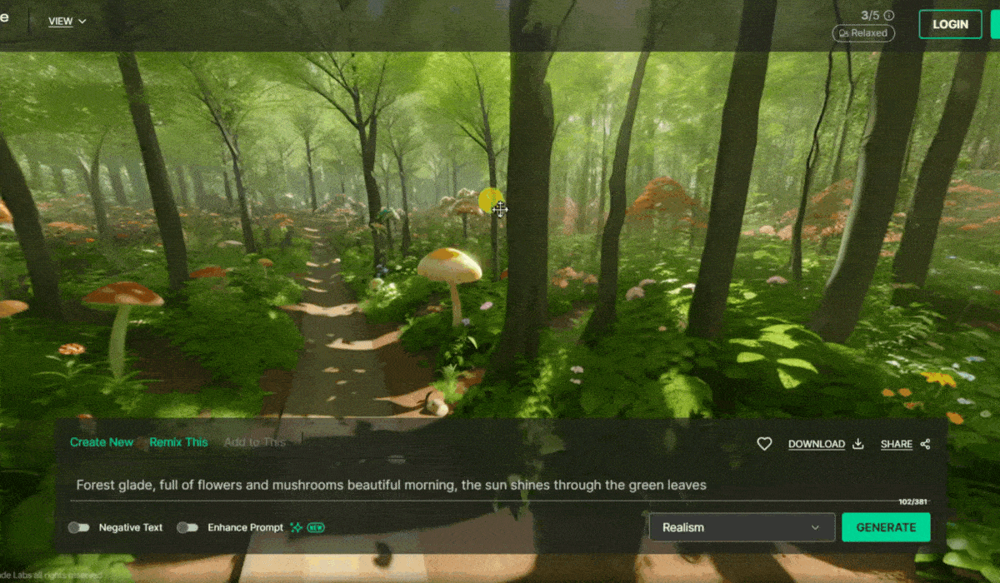 e
VIEW
3/5
Relaxed
LOGIN
Create New Remix This Add to This
DOWNLOAD
SHARE
Forest glade, full of flowers and mushrooms beautiful morning, the sun shines through the green leaves
102/381
Negative Text
Enhance Prompt NEW
Realism
GENERATE
de Labs all rights reserved